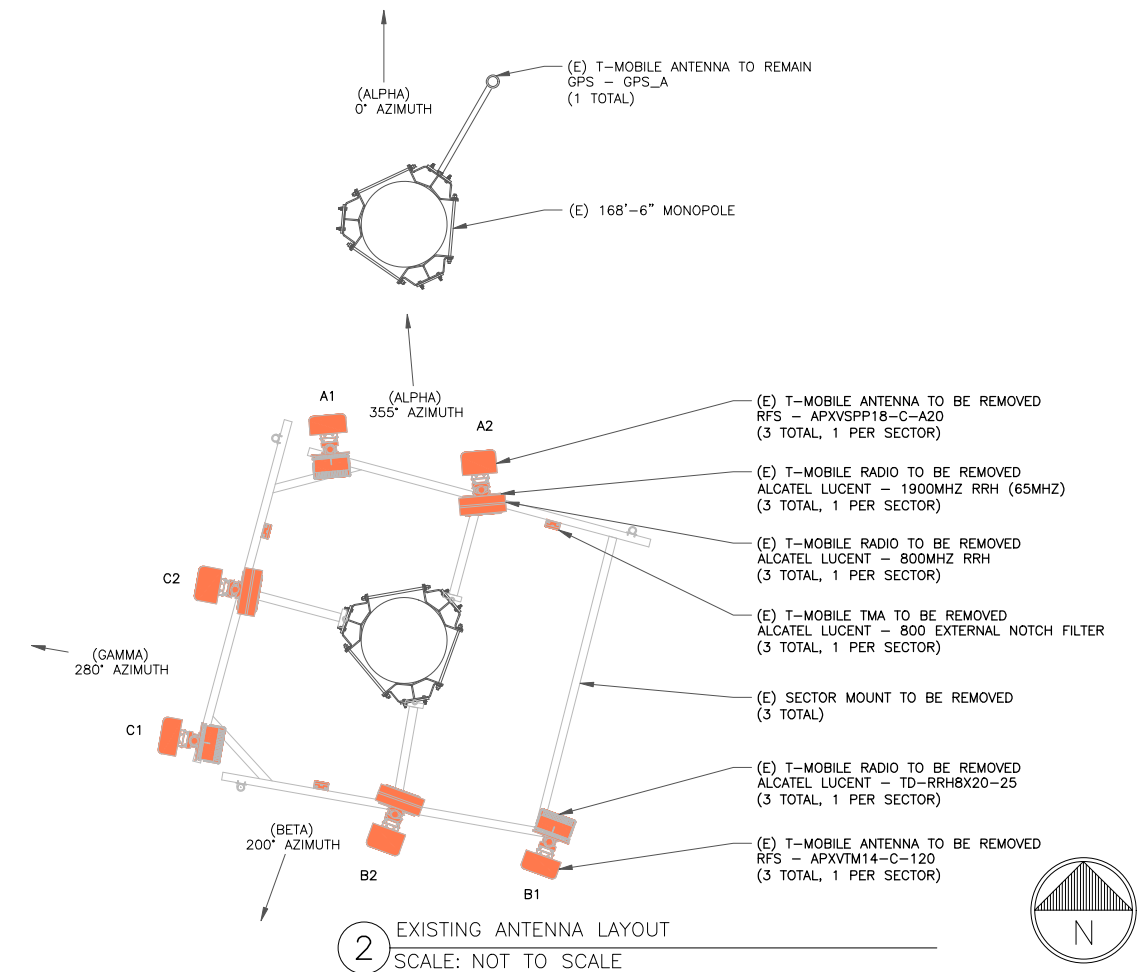 (E) T-MOBILE ANTENNA TO REMAIN
GPS - GPS_A
(1 TOTAL)
(ALPHA)
0° AZIMUTH
(E) 168'-6" MONOPOLE
(ALPHA)
355° AZIMUTH
A1
A2
(E) T-MOBILE ANTENNA TO BE REMOVED
RFS - APXVSPP18-C-A20
(3 TOTAL, 1 PER SECTOR)
(E) T-MOBILE RADIO TO BE REMOVED
ALCATEL LUCENT - 1900MHZ RRH (65MHZ)
(3 TOTAL, 1 PER SECTOR)
(E) T-MOBILE RADIO TO BE REMOVED
ALCATEL LUCENT - 800MHZ RRH
(3 TOTAL, 1 PER SECTOR)
C2
(E) T-MOBILE TMA TO BE REMOVED
ALCATEL LUCENT - 800 EXTERNAL NOTCH FILTER
(3 TOTAL, 1 PER SECTOR)
(GAMMA)
280° AZIMUTH
(E) SECTOR MOUNT TO BE REMOVED
(3 TOTAL)
C1
(E) T-MOBILE RADIO TO BE REMOVED
ALCATEL LUCENT - TD-RRH8X20-25
(3 TOTAL, 1 PER SECTOR)
(BETA)
200° AZIMUTH
(E) T-MOBILE ANTENNA TO BE REMOVED
RFS - APXVTM14-C-120
(3 TOTAL, 1 PER SECTOR)
B2
B1
N
2
EXISTING ANTENNA LAYOUT
SCALE: NOT TO SCALE